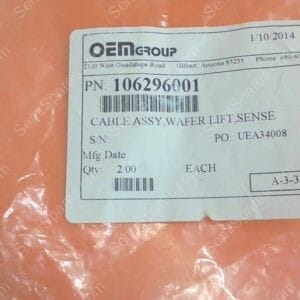 OEMGROUP 1/10/2014
2120 West Guadalupe Road Gilbert, Arizona 85233 Phone
PN: 106296001
CABLE ASSY,WAFER LIFT,SENSE
S/N: PO: UEA34008
Mfg Date
Qty: 2.00 EACH
A-3-3